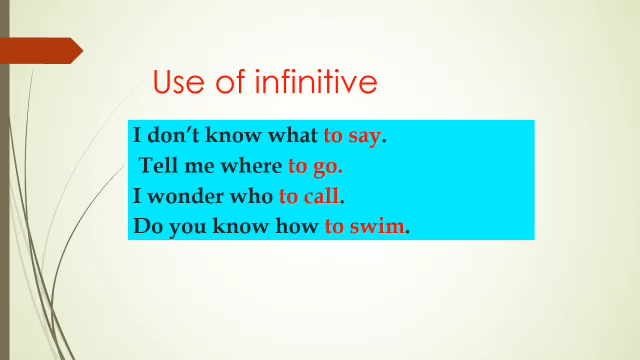 Use of infinitive
I don’t know what to say.
Tell me where to go.
I wonder who to call.
Do you know how to swim.